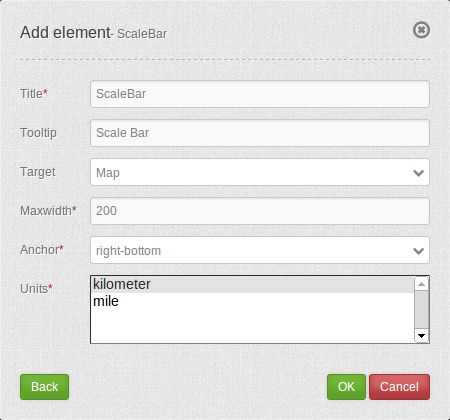 Add element- ScaleBar
Title* ScaleBar
Tooltip Scale Bar
Target Map
Maxwidth* 200
Anchor* right-bottom
Units* kilometer
mile
Back OK Cancel